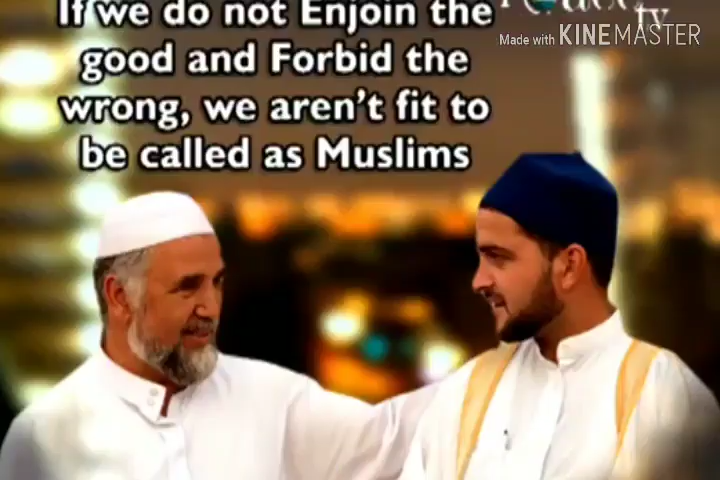 If we do not Enjoin the
good and Forbid the
wrong, we aren't fit to
be called as Muslims
tv
Made with KINEMASTER